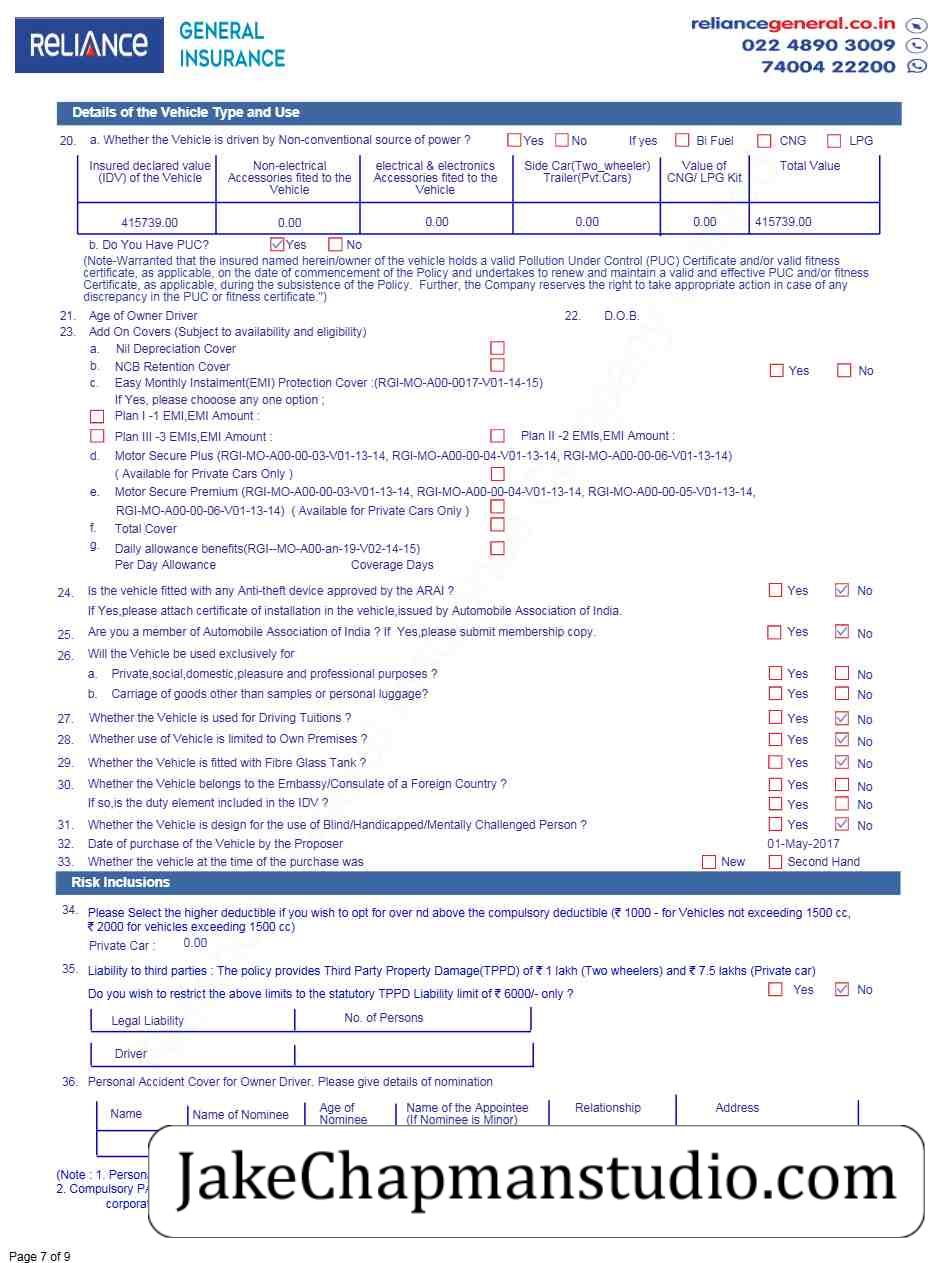 RELIANCE GENERAL INSURANCE
reliancegeneral.co.in
022 4890 3009
74004 22200
Details of the Vehicle Type and Use
20. a. Whether the Vehicle is driven by Non-conventional source of power ? Yes No If yes Bi Fuel CNG LPG
Insured declared value (IDV) of the Vehicle
Non-electrical Accessories fited to the Vehicle
electrical & electronics Accessories fited to the Vehicle
Side Car(Two_wheeler) Trailer(Pvt.Cars)
Value of CNG/ LPG Kit
Total Value
415739.00 0.00 0.00 0.00 0.00 415739.00
b. Do You Have PUC? Yes No
(Note-Warranted that the insured named herein/owner of the vehicle holds a valid Pollution Under Control (PUC) Certificate and/or valid fitness
certificate, as applicable, on the date of commencement of the Policy and undertakes to renew and maintain a valid and effective PUC and/or fitness
Certificate, as applicable, during the subsistence of the Policy. Further, the Company reserves the right to take appropriate action in case of any
discrepancy in the PUC or fitness certificate.")
21. Age of Owner Driver 22. D.O.B.
23. Add On Covers (Subject to availability and eligibility)
a. Nil Depreciation Cover
b. NCB Retention Cover Yes No
c. Easy Monthly Instalment(EMI) Protection Cover :(RGI-MO-A00-0017-V01-14-15)
If Yes, please chooose any one option ;
Plan I -1 EMI,EMI Amount :
Plan III -3 EMIs,EMI Amount : Plan II -2 EMIs,EMI Amount :
d. Motor Secure Plus (RGI-MO-A00-00-03-V01-13-14, RGI-MO-A00-00-04-V01-13-14, RGI-MO-A00-00-06-V01-13-14)
( Available for Private Cars Only )
e. Motor Secure Premium (RGI-MO-A00-00-03-V01-13-14, RGI-MO-A00-00-04-V01-13-14, RGI-MO-A00-00-05-V01-13-14,
RGI-MO-A00-00-06-V01-13-14) ( Available for Private Cars Only )
f. Total Cover
g. Daily allowance benefits(RGI--MO-A00-an-19-V02-14-15)
Per Day Allowance Coverage Days
24. Is the vehicle fitted with any Anti-theft device approved by the ARAI ? Yes No
If Yes,please attach certificate of installation in the vehicle,issued by Automobile Association of India.
25. Are you a member of Automobile Association of India ? If Yes,please submit membership copy. Yes No
26. Will the Vehicle be used exclusively for
a. Private,social,domestic,pleasure and professional purposes ? Yes No
b. Carriage of goods other than samples or personal luggage? Yes No
27. Whether the Vehicle is used for Driving Tuitions ? Yes No
28. Whether use of Vehicle is limited to Own Premises ? Yes No
29. Whether the Vehicle is fitted with Fibre Glass Tank ? Yes No
30. Whether the Vehicle belongs to the Embassy/Consulate of a Foreign Country ? Yes No
If so,is the duty element included in the IDV ? Yes No
31. Whether the Vehicle is design for the use of Blind/Handicapped/Mentally Challenged Person ? Yes No
32. Date of purchase of the Vehicle by the Proposer 01-May-2017
33. Whether the vehicle at the time of the purchase was New Second Hand
Risk Inclusions
34. Please Select the higher deductible if you wish to opt for over nd above the compulsory deductible (₹ 1000 - for Vehicles not exceeding 1500 cc,
₹ 2000 for vehicles exceeding 1500 cc)
Private Car : 0.00
35. Liability to third parties : The policy provides Third Party Property Damage(TPPD) of ₹ 1 lakh (Two wheelers) and ₹ 7.5 lakhs (Private car)
Do you wish to restrict the above limits to the statutory TPPD Liability limit of ₹ 6000/- only ? Yes No
Legal Liability No. of Persons
Driver
36. Personal Accident Cover for Owner Driver. Please give details of nomination
Name
Name of Nominee
Age of Nominee
Name of the Appointee (If Nominee is Minor)
Relationship
Address
(Note : 1.
2. Compulsory
JakeChapmanstudio.com
Page 7 of 9